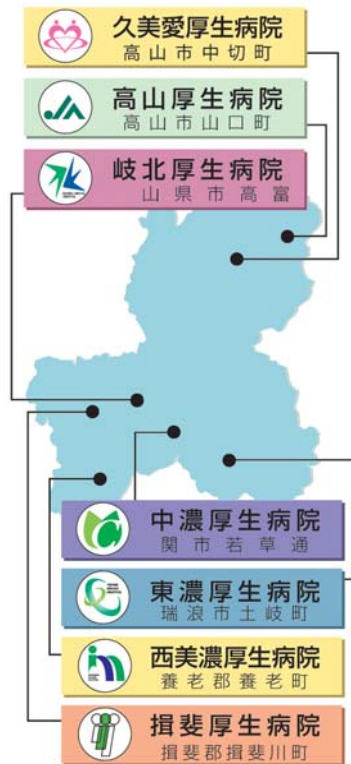 久美愛厚生病院
高山市中切町
JA
高山厚生病院
高山市山口町
岐北厚生病院
山県市高富
中濃厚生病院
関市若草通
東濃厚生病院
瑞浪市土岐町
西美濃厚生病院
養老郡養老町
揖斐厚生病院
揖斐郡揖斐川町